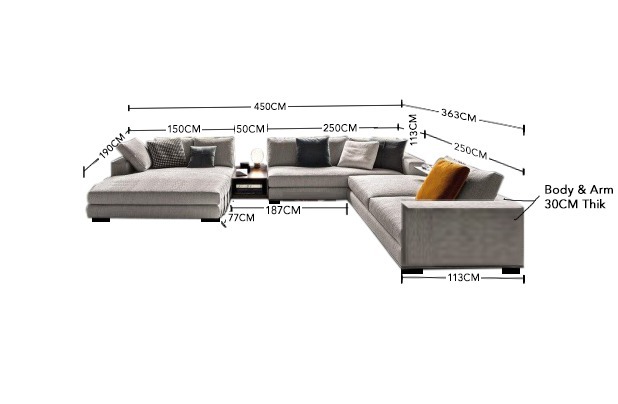 450CM
363CM
150CM
50CM
250CM
113CM
190CM
250CM
Body & Arm
30CM Thik
187CM
77CM
113CM